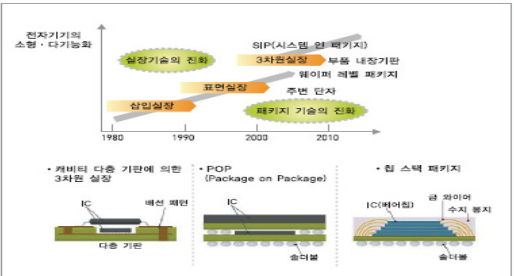 전자기기의
소형·다기능화
SIP(시스템 인 패키지)
실장기술의 진화
3차원실장
부품 내장기판
웨이퍼 레벨 패키지
표면실장
주변 단자
삽입실장
패키지 기술의 진화
1980
1990
2000
2010
· 캐비티 다층 기판에 의한
3차원 실장
IC
배선 패턴
다층 기판
· POP
(Package on Package)
IC
솔더볼
· 칩 스택 패키지
금 와이어
IC(베어칩)
수지 봉지
솔더볼